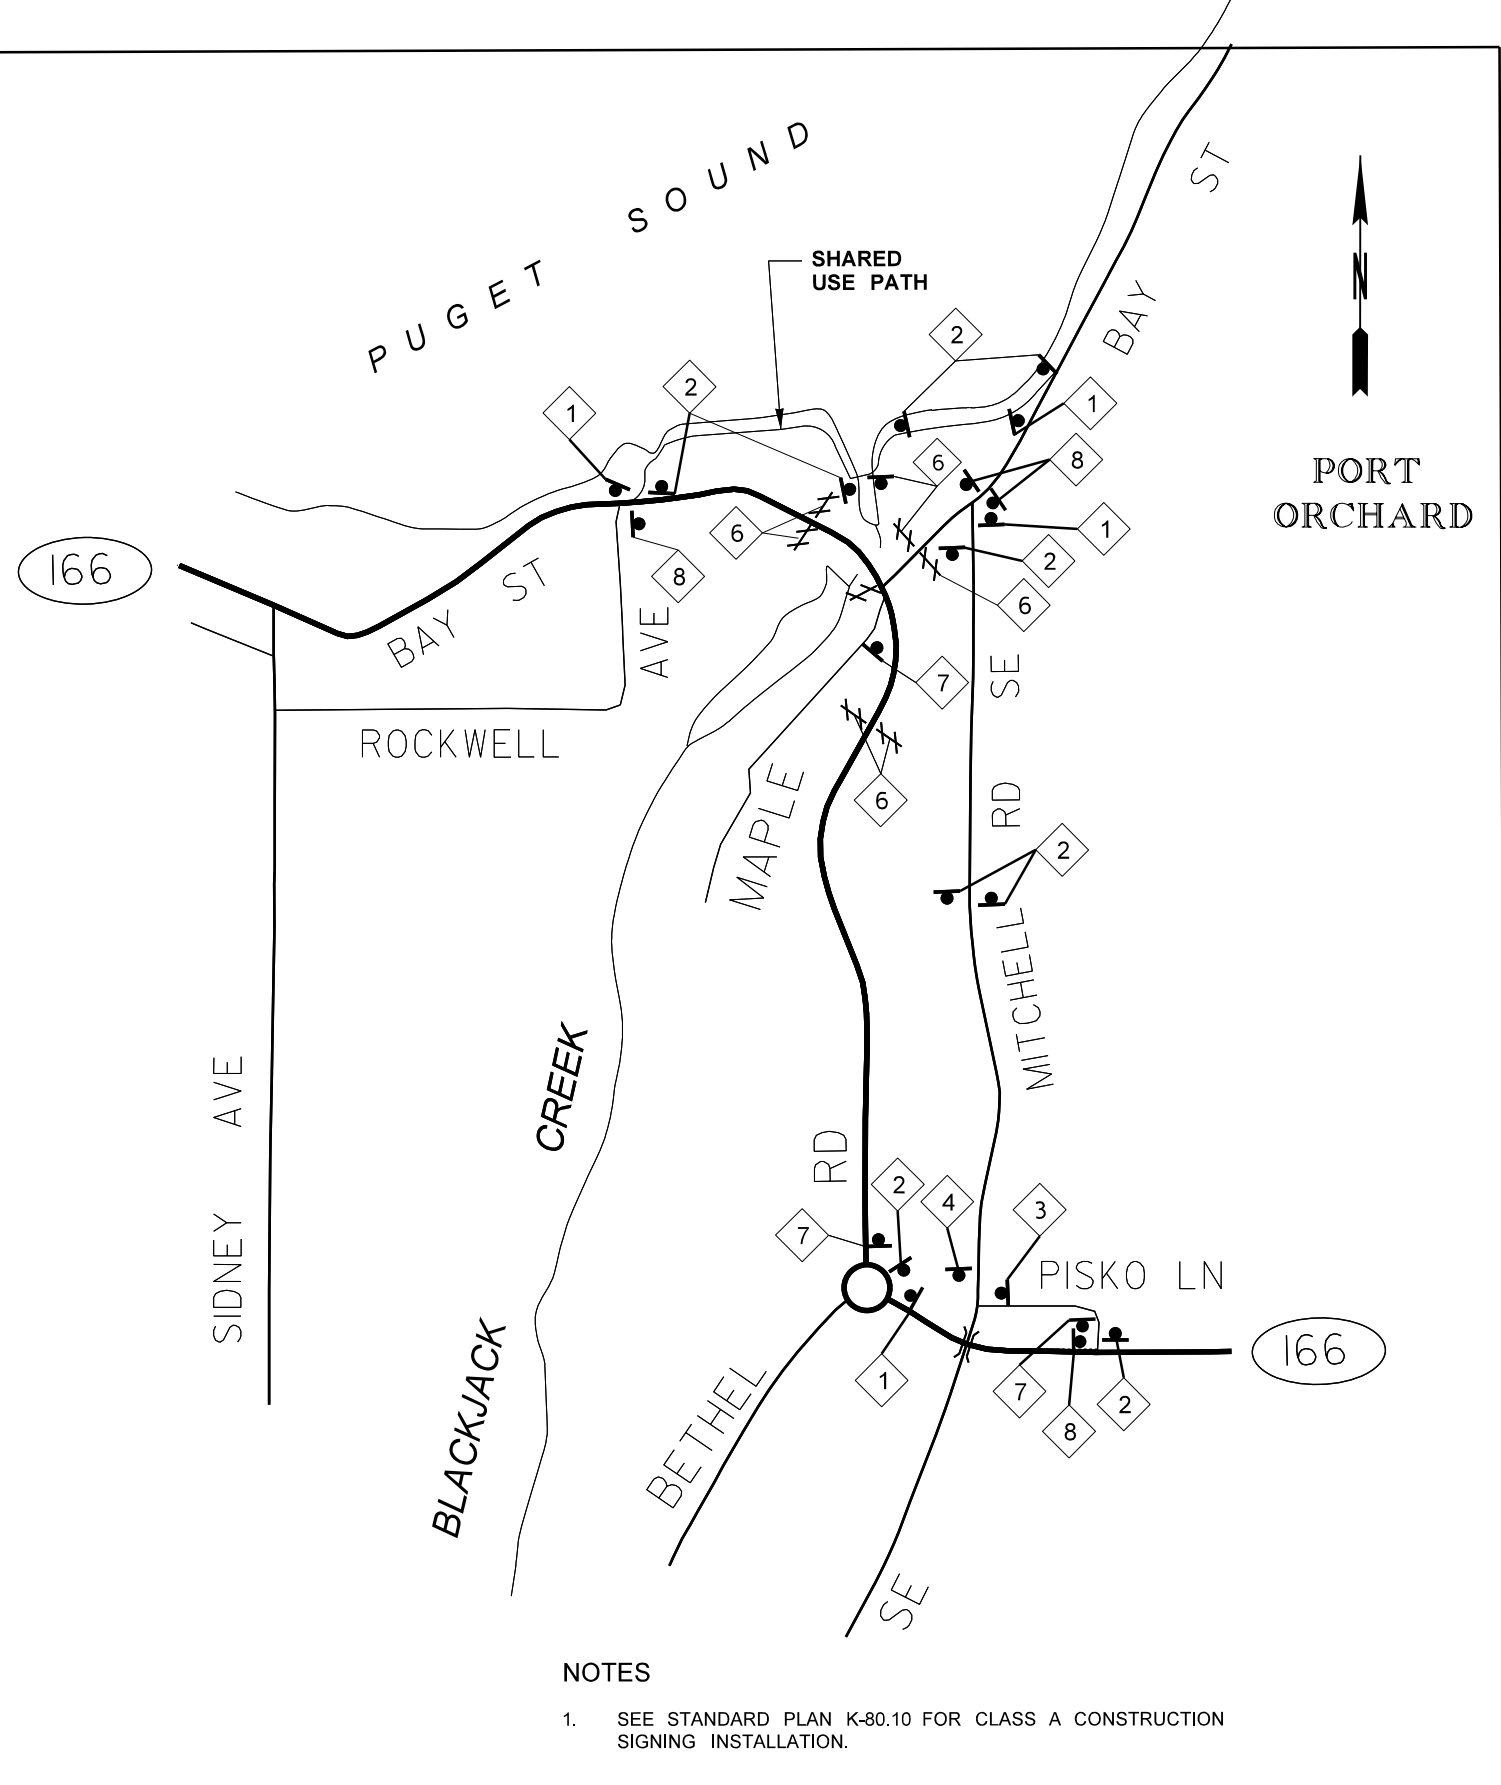 PUGET SOUND
SHARED
USE PATH
BAY ST
N
PORT
ORCHARD
2
1
2
1
6
8
8
6
1
2
6
166
BAY ST
AVE
ROCKWELL
7
6
MAPLE
SE
RD
2
MITCHELL
SIDNEY AVE
BLACKJACK CREEK
RD
7
2
4
3
PISKO LN
166
1
7
8
2
BETHEL
SE
NOTES
1. SEE STANDARD PLAN K-80.10 FOR CLASS A CONSTRUCTION
SIGNING INSTALLATION.